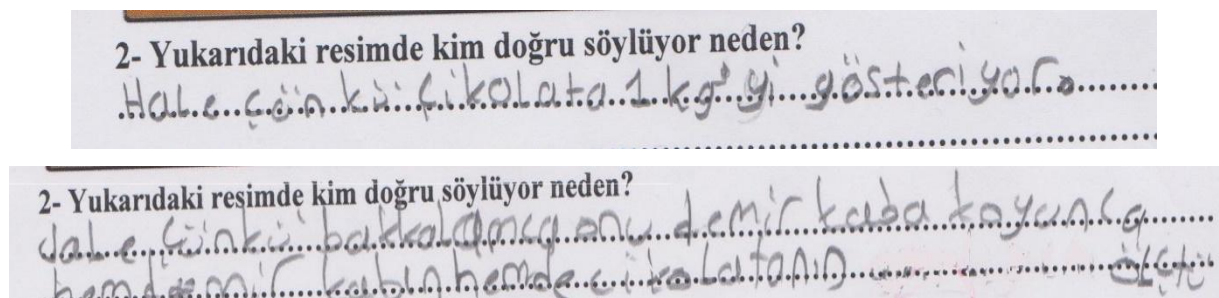 2- Yukarıdaki resimde kim doğru söylüyor neden?
Hale çünkü çikolata 1 kg'yi gösteriyor.
2- Yukarıdaki resimde kim doğru söylüyor neden?
Jale çünkü bakkal amca onu demir kaba koyunca
hem demir kabın hemde çikolatanın ölçtü